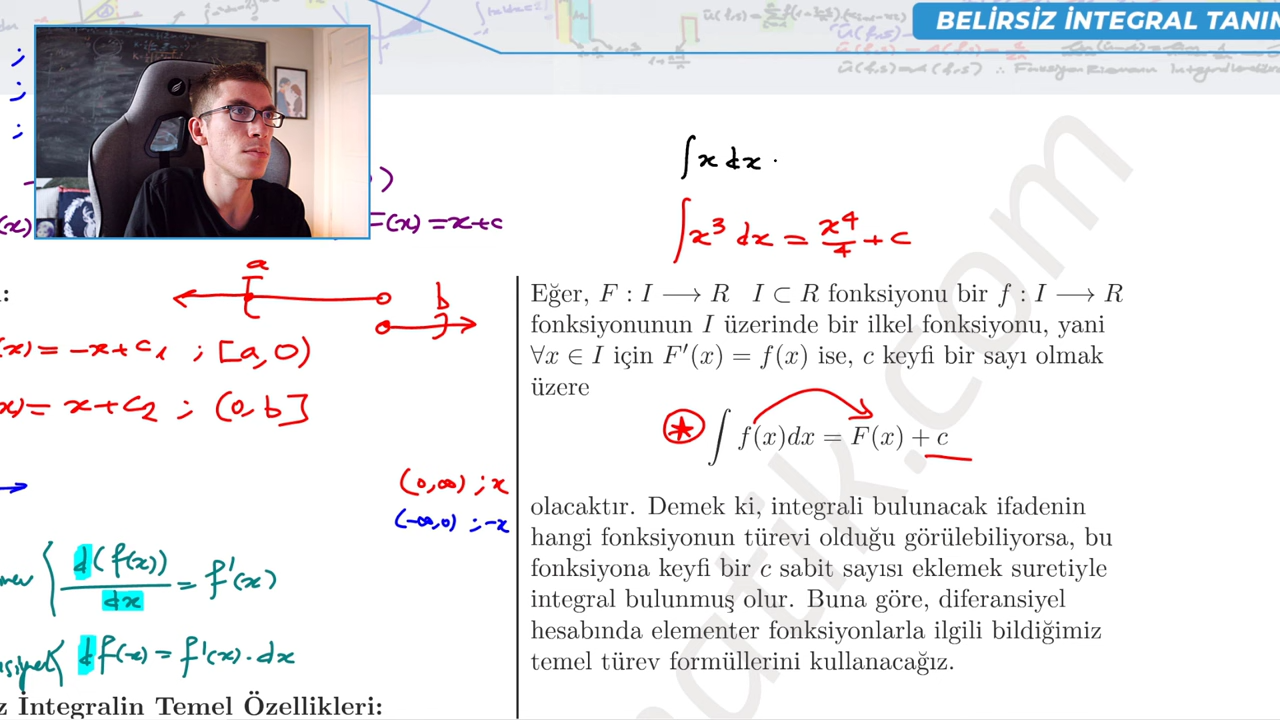 BELİRSİZ İNTEGRAL TANIM
;
;
;
)
(x)
F(x) = x+c
∫ x dx ·
∫ x³ dx = x⁴/4 + c
a
b
(x) = -x + c₁ ; [a, 0)
(x) = x + c₂ ; (0, b]
(0, ∞) ; x
(-∞, 0) ; -x
d(f(x))/dx = f'(x)
df(x) = f'(x) · dx
z İntegralin Temel Özellikleri:
Eğer, F : I ⟶ R I ⊂ R fonksiyonu bir f : I ⟶ R
fonksiyonunun I üzerinde bir ilkel fonksiyonu, yani
∀x ∈ I için F′(x) = f(x) ise, c keyfi bir sayı olmak
üzere
∫ f(x)dx = F(x) + c
olacaktır. Demek ki, integrali bulunacak ifadenin
hangi fonksiyonun türevi olduğu görülebiliyorsa, bu
fonksiyona keyfi bir c sabit sayısı eklemek suretiyle
integral bulunmuş olur. Buna göre, diferansiyel
hesabında elementer fonksiyonlarla ilgili bildiğimiz
temel türev formüllerini kullanacağız.
atik.com